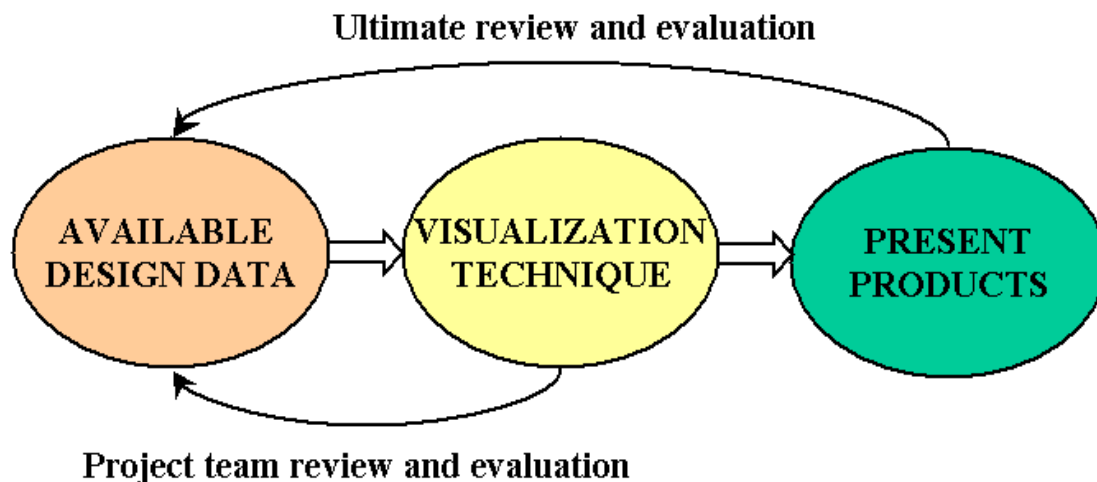 Ultimate review and evaluation
AVAILABLE
DESIGN DATA
VISUALIZATION
TECHNIQUE
PRESENT
PRODUCTS
Project team review and evaluation